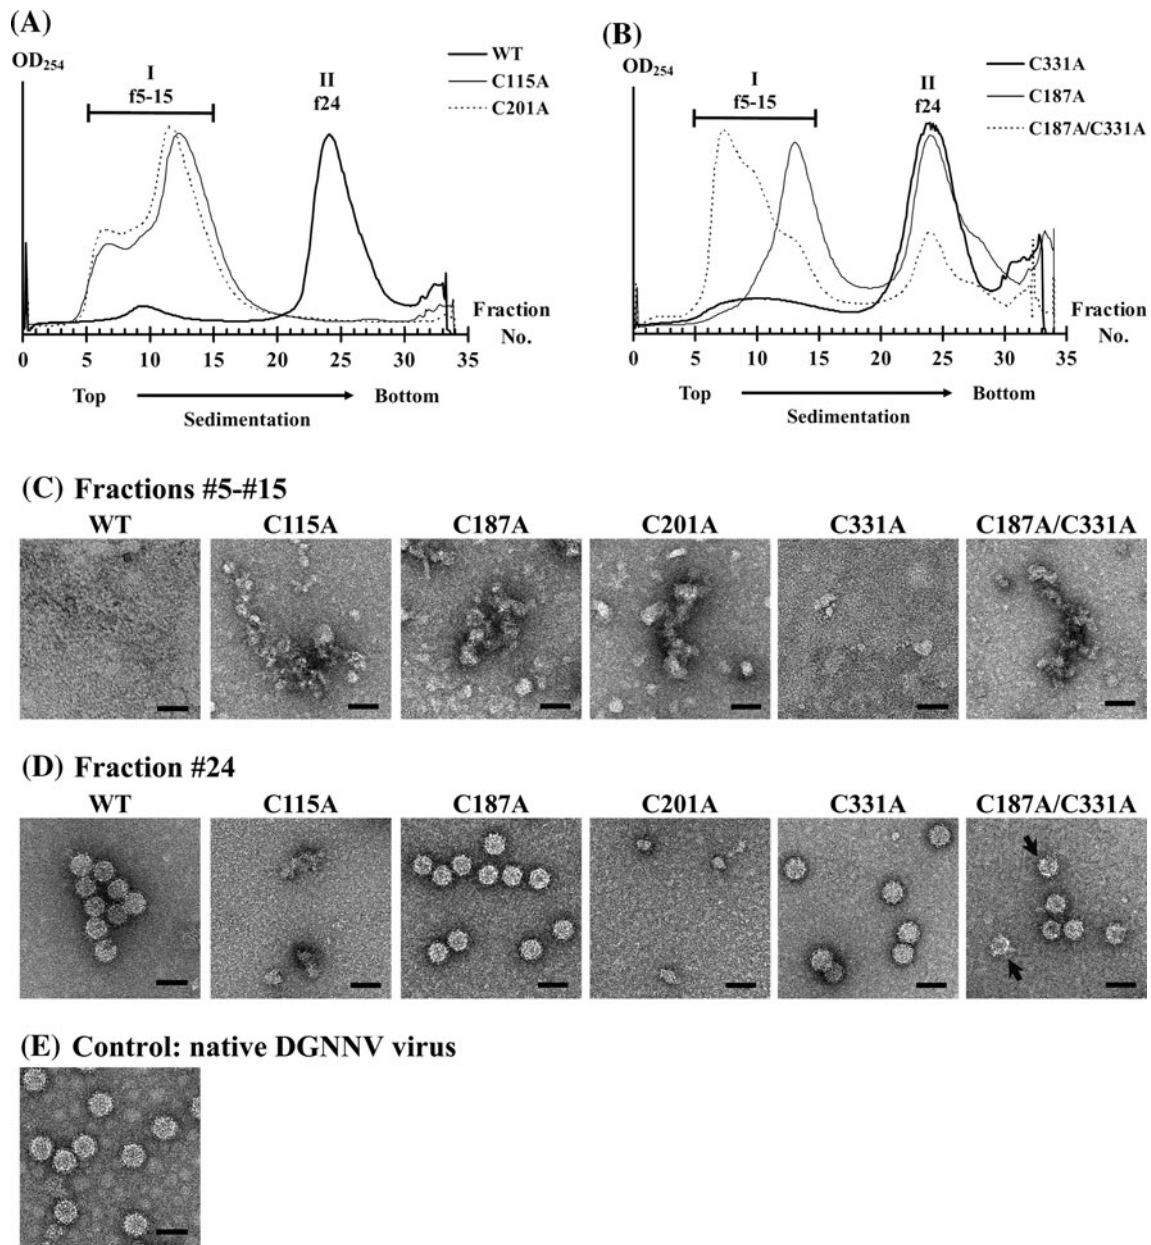 (A)
OD254
I
f5-15
II
f24
WT
C115A
C201A
Fraction
No.
0 5 10 15 20 25 30 35
Top
Bottom
Sedimentation
(B)
OD254
I
f5-15
II
f24
C331A
C187A
C187A/C331A
Fraction
No.
0 5 10 15 20 25 30 35
Top
Bottom
Sedimentation
(C) Fractions #5-#15
WT C115A C187A C201A C331A C187A/C331A
(D) Fraction #24
WT C115A C187A C201A C331A C187A/C331A
(E) Control: native DGNNV virus